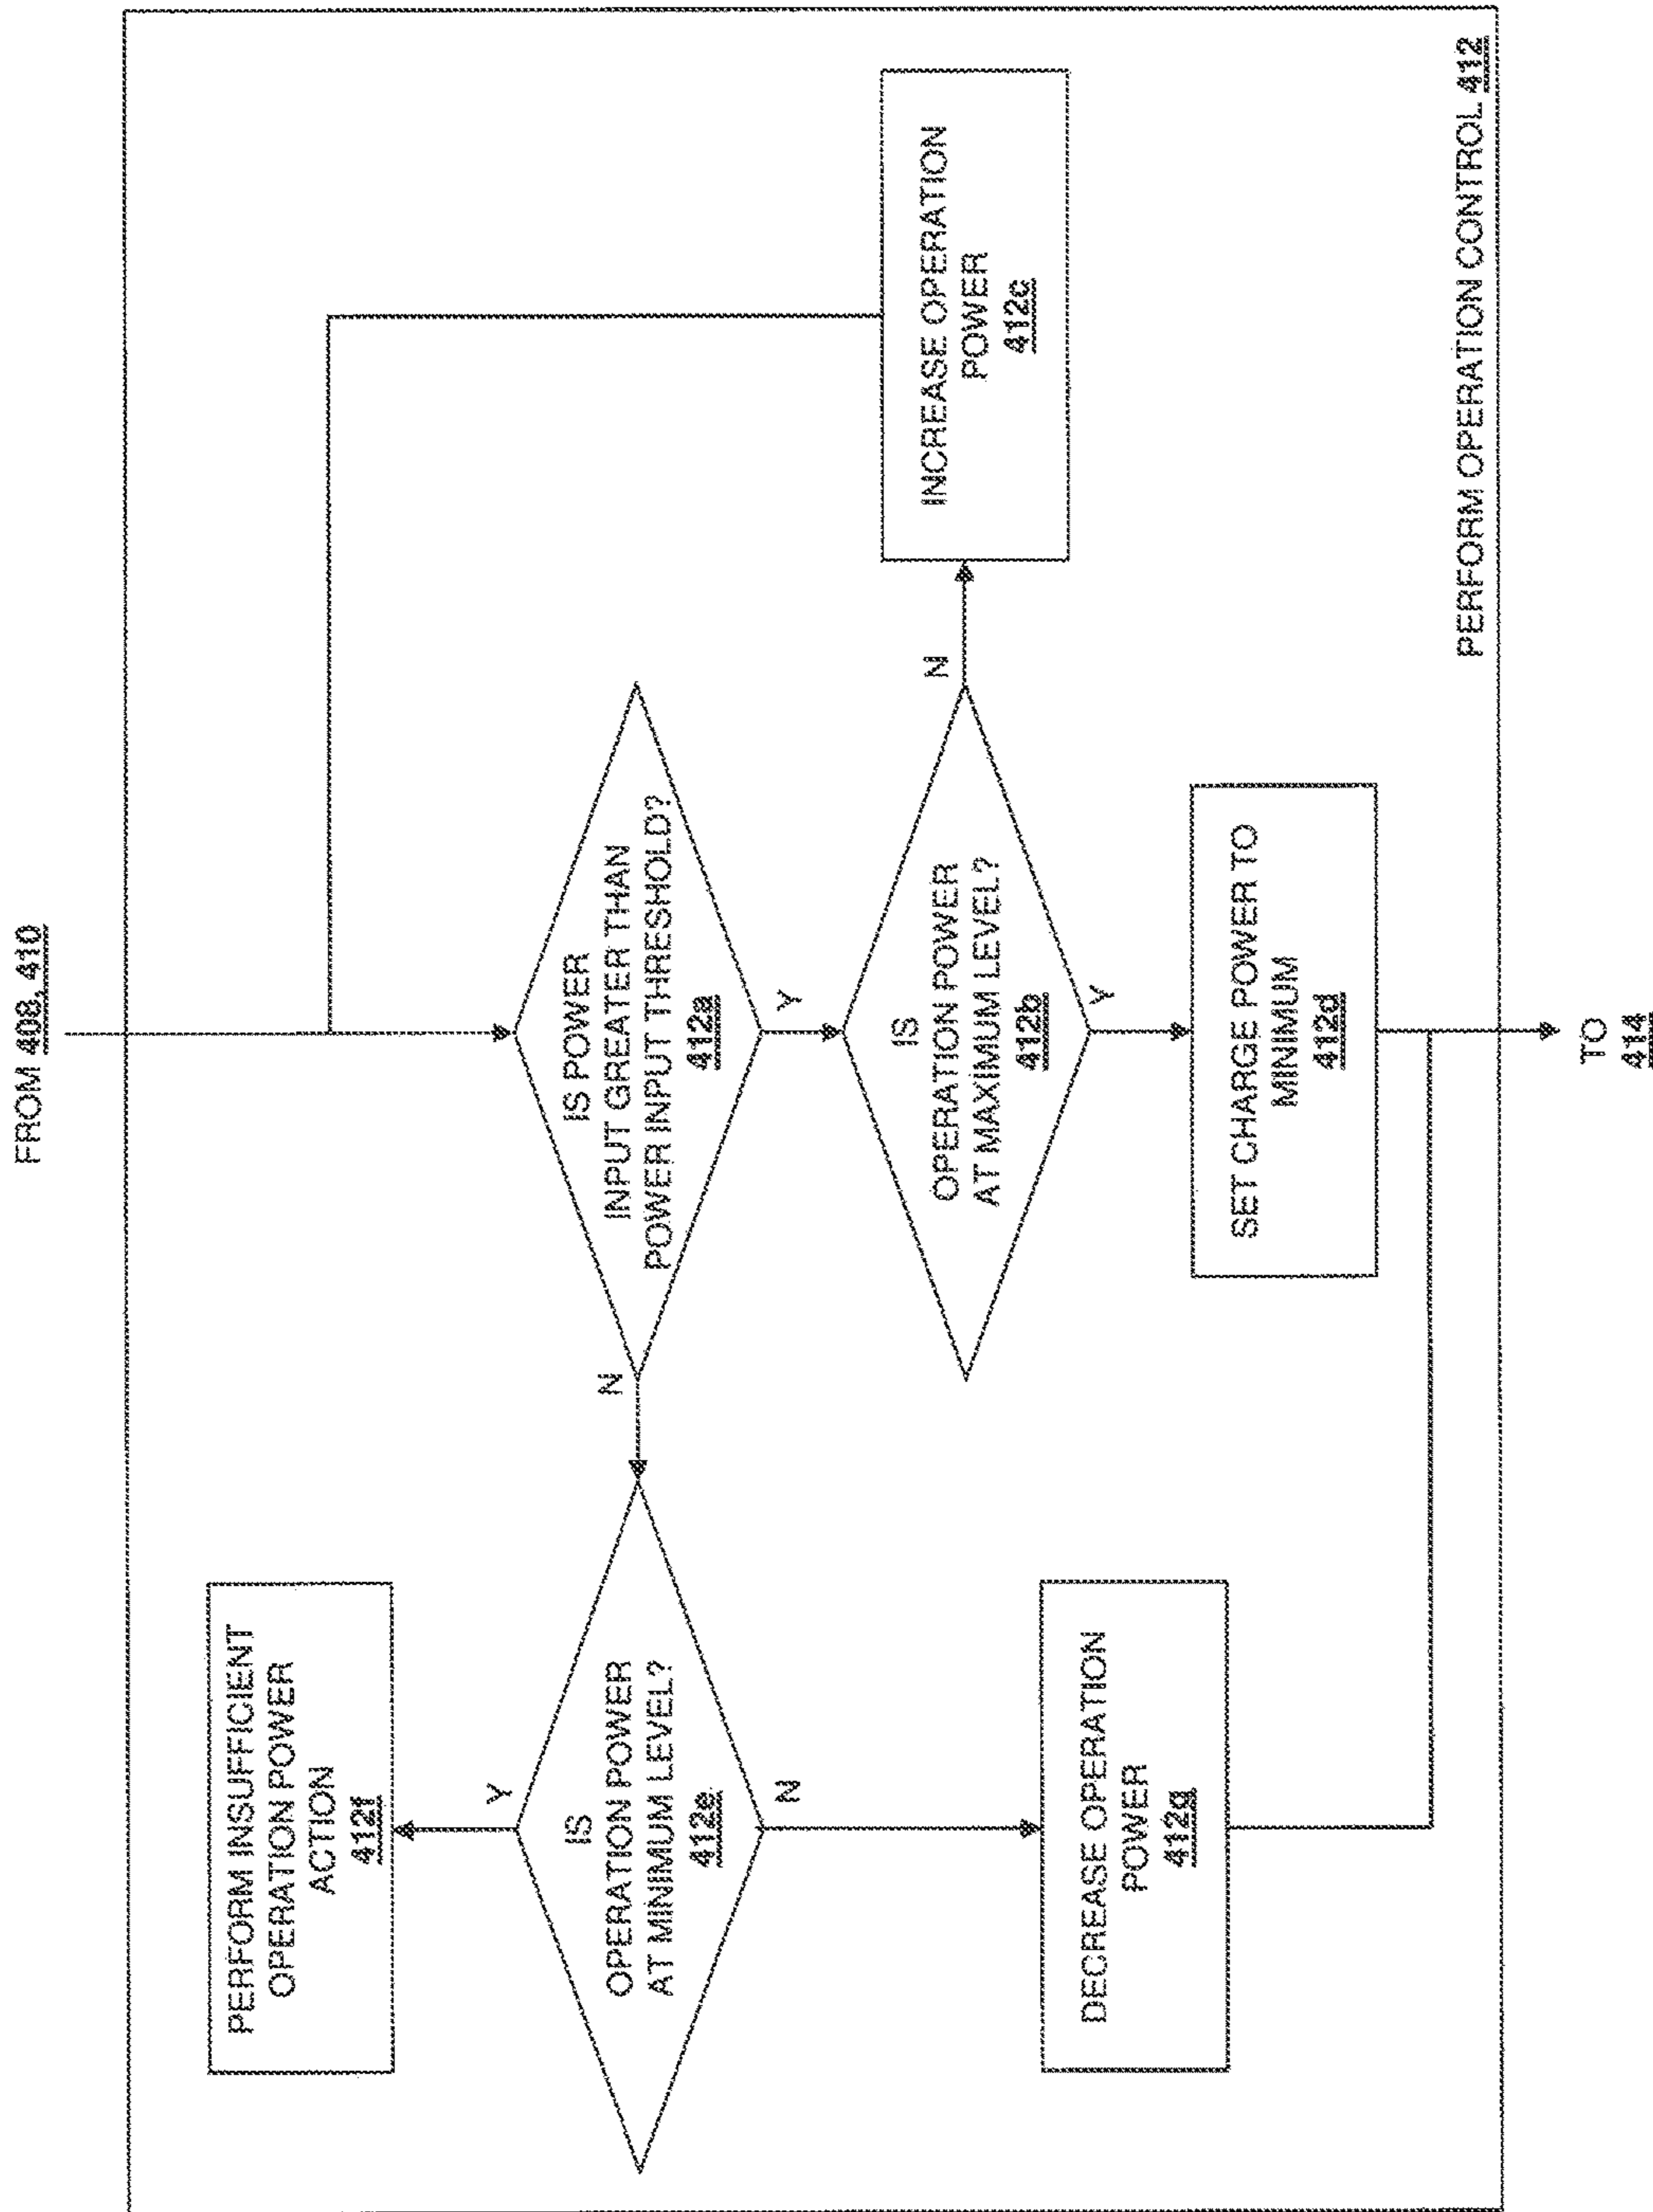 FROM 408, 410
PERFORM INSUFFICIENT
OPERATION POWER
ACTION
412f
IS POWER
INPUT GREATER THAN
POWER INPUT THRESHOLD?
412a
N
Y
Y
IS
OPERATION POWER
AT MINIMUM LEVEL?
412e
N
IS
OPERATION POWER
AT MAXIMUM LEVEL?
412b
N
Y
INCREASE OPERATION
POWER
412c
DECREASE OPERATION
POWER
412g
SET CHARGE POWER TO
MINIMUM
412d
PERFORM OPERATION CONTROL 412
TO
414